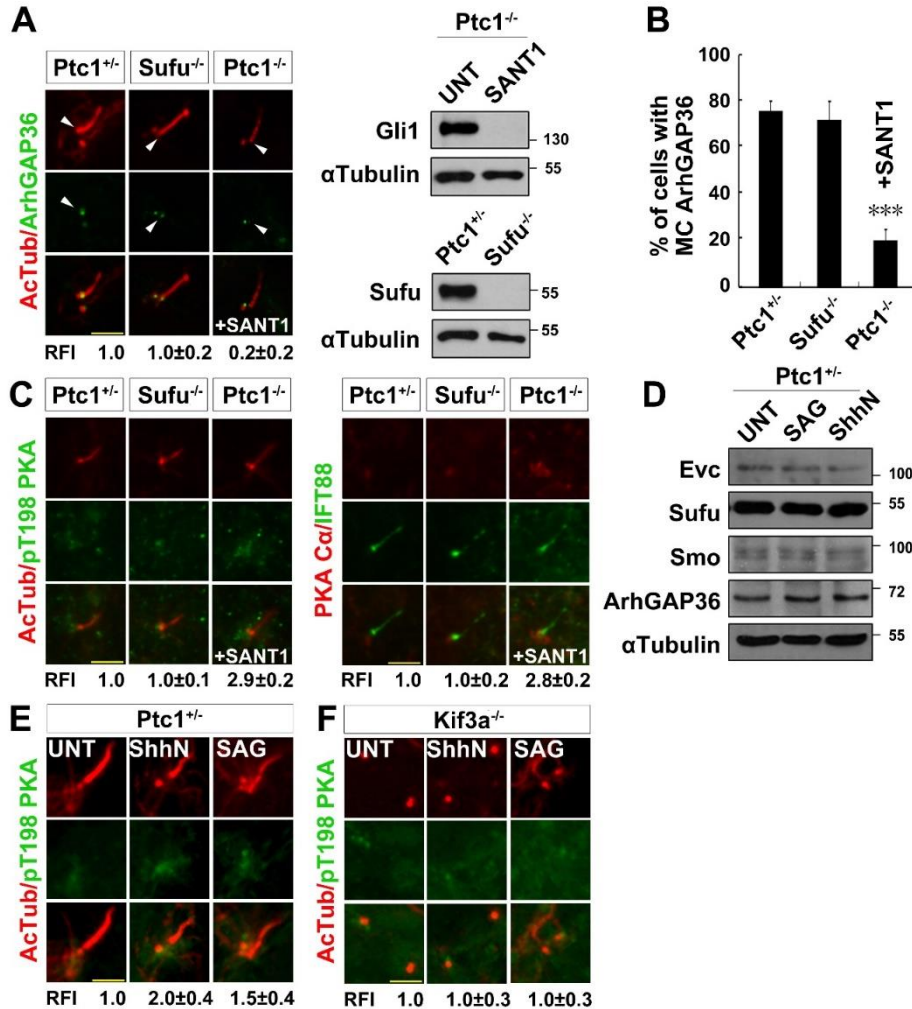 A
Ptc1+/- Sufu-/- Ptc1-/-
AcTub/ArhGAP36
+SANT1
RFI 1.0 1.0±0.2 0.2±0.2
Ptc1-/-
UNT SANT1
Gli1 130
αTubulin 55
Ptc1+/- Sufu-/-
Sufu 55
αTubulin 55
B
% of cells with
MC ArhGAP36
100
80
60
40
20
0
+SANT1
***
Ptc1+/- Sufu-/- Ptc1-/-
C
Ptc1+/- Sufu-/- Ptc1-/-
AcTub/pT198 PKA
+SANT1
RFI 1.0 1.0±0.1 2.9±0.2
Ptc1+/- Sufu-/- Ptc1-/-
PKA Cα/IFT88
+SANT1
RFI 1.0 1.0±0.2 2.8±0.2
D
Ptc1+/-
UNT SAG ShhN
Evc 100
Sufu 55
Smo 100
ArhGAP36 72
αTubulin 55
E
Ptc1+/-
UNT ShhN SAG
AcTub/pT198 PKA
RFI 1.0 2.0±0.4 1.5±0.4
F
Kif3a-/-
UNT ShhN SAG
AcTub/pT198 PKA
RFI 1.0 1.0±0.3 1.0±0.3